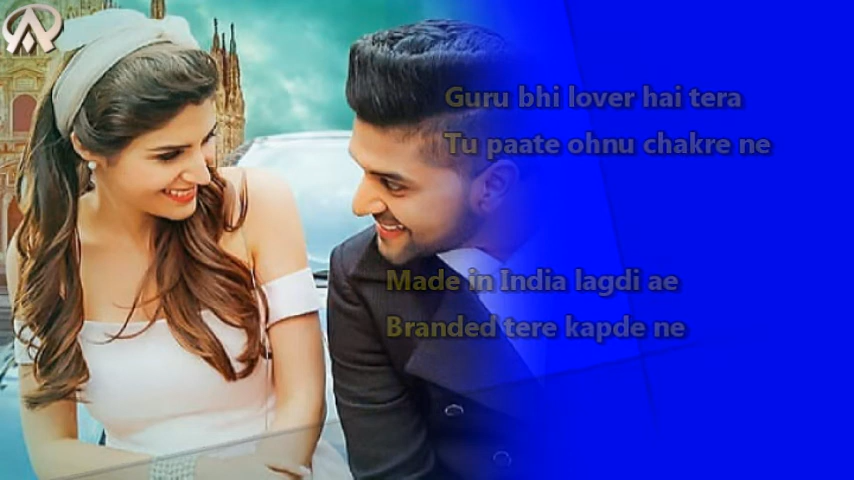 Guru bhi lover hai tera
Tu paate ohnu chakre ne
Made in India lagdi ae
Branded tere kapde ne